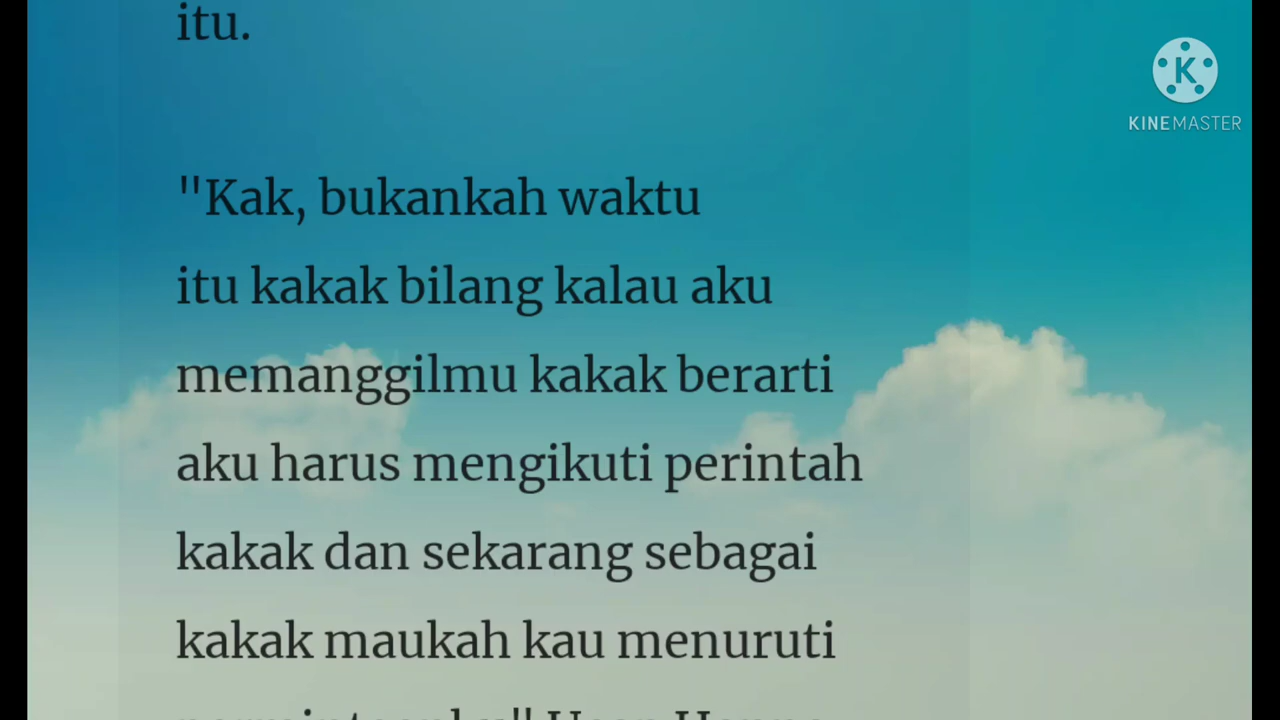 itu.
"Kak, bukankah waktu
itu kakak bilang kalau aku
memanggilmu kakak berarti
aku harus mengikuti perintah
kakak dan sekarang sebagai
kakak maukah kau menuruti
K
KINEMASTER